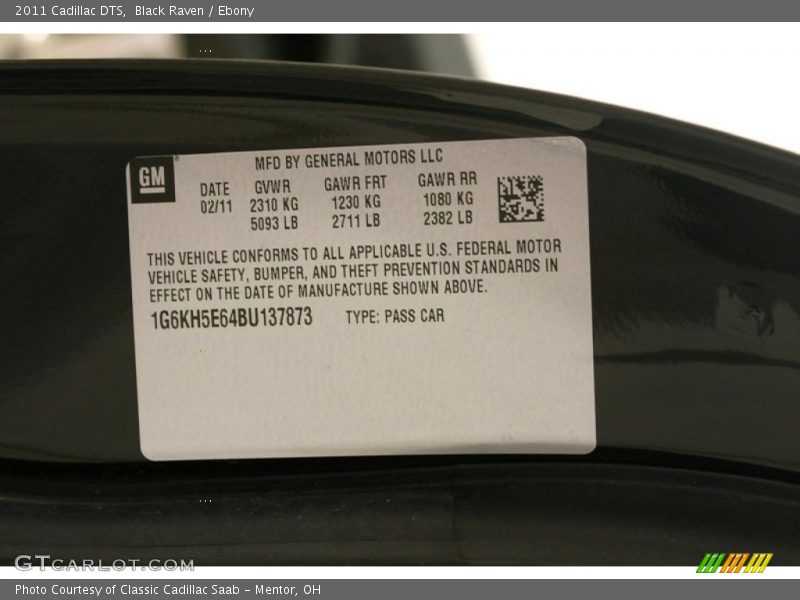 2011 Cadillac DTS, Black Raven / Ebony
GM
MFD BY GENERAL MOTORS LLC
DATE GVWR GAWR FRT GAWR RR
02/11 2310 KG 1230 KG 1080 KG
5093 LB 2711 LB 2382 LB
THIS VEHICLE CONFORMS TO ALL APPLICABLE U.S. FEDERAL MOTOR
VEHICLE SAFETY, BUMPER, AND THEFT PREVENTION STANDARDS IN
EFFECT ON THE DATE OF MANUFACTURE SHOWN ABOVE.
1G6KH5E64BU137873 TYPE: PASS CAR
GTCARLOT.COM
Photo Courtesy of Classic Cadillac Saab - Mentor, OH